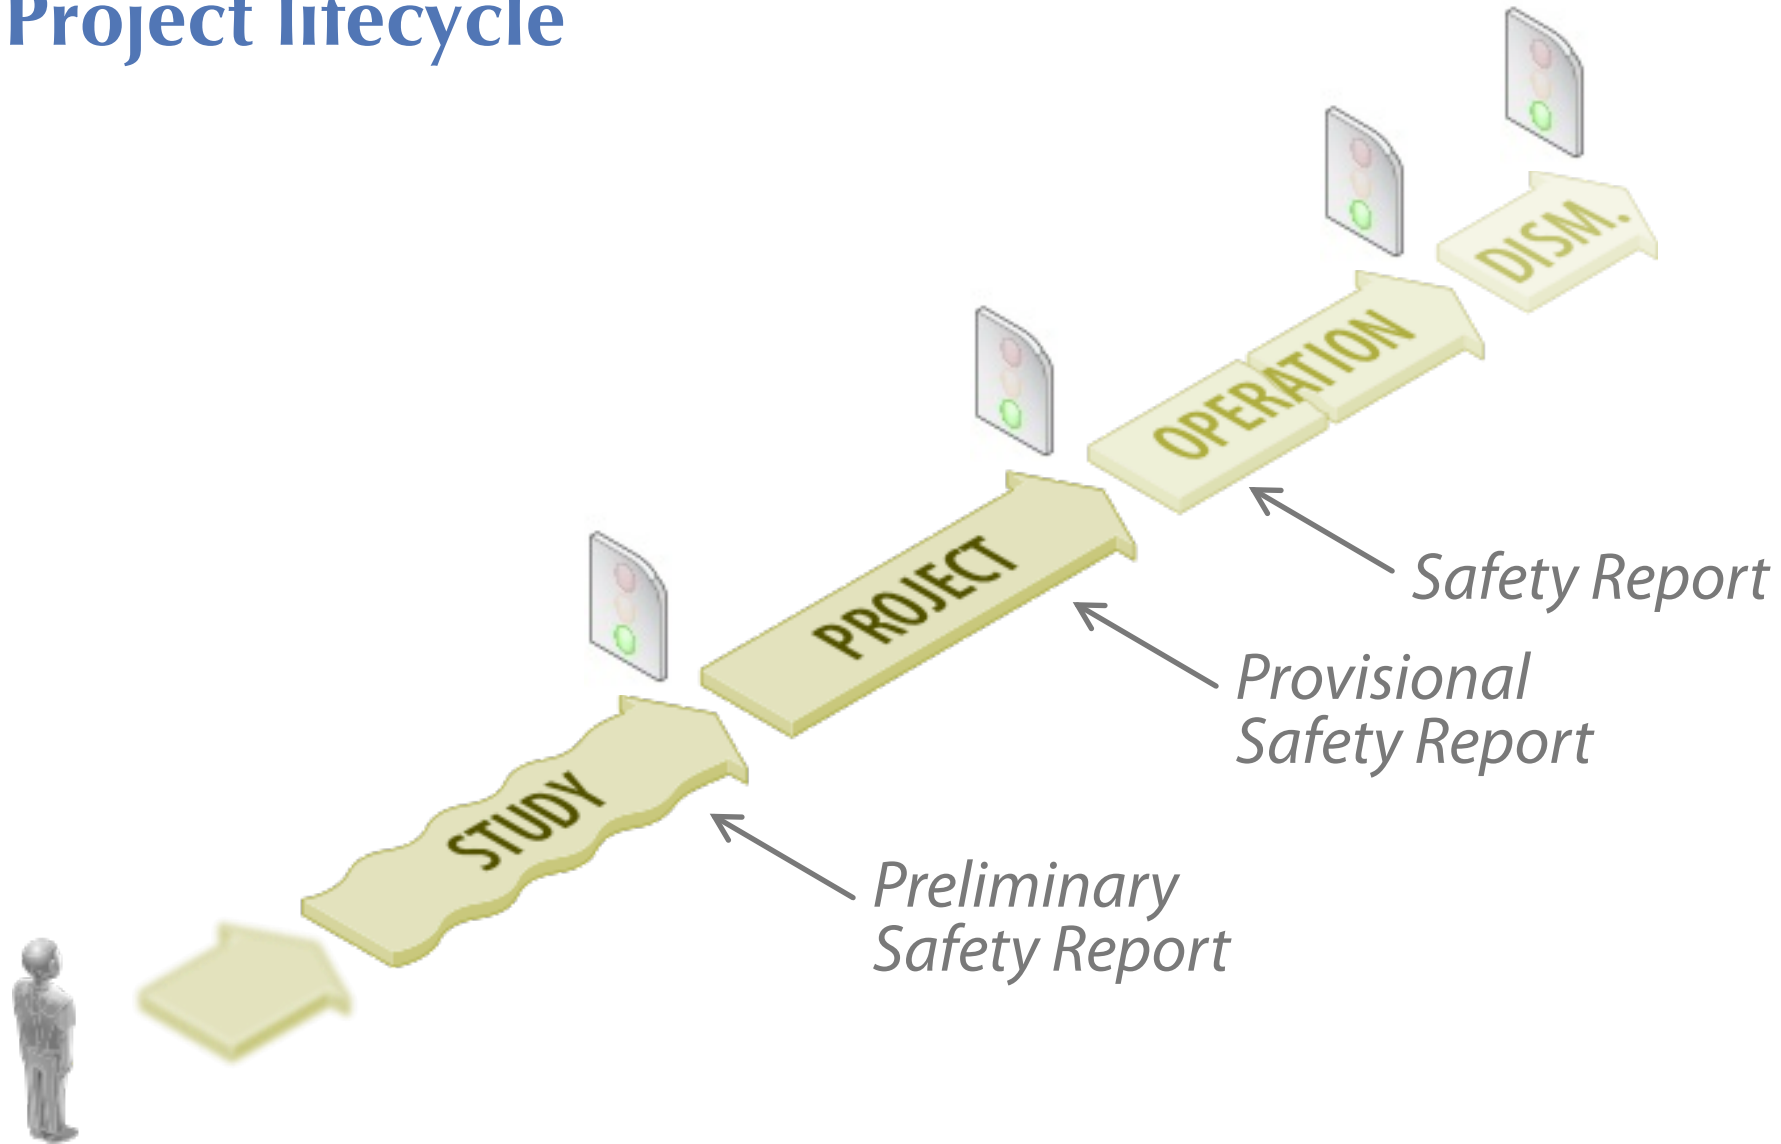 Project lifecycle
DISM.
OPERATION
Safety Report
PROJECT
Provisional
Safety Report
STUDY
Preliminary
Safety Report